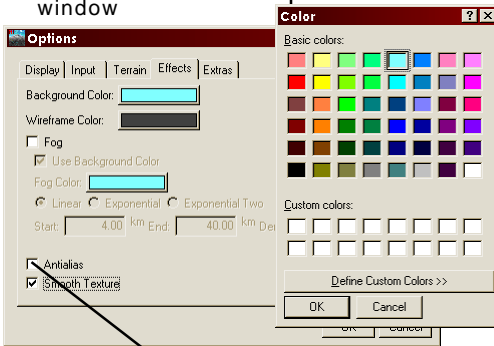 window
Options
Display Input Terrain Effects Extras
Background Color:
Wireframe Color:
Fog
Use Background Color
Fog Color:
Linear Exponential Exponential Two
Start: 4.00 km End: 40.00 km
Antialias
Smooth Texture
OK Cancel
Color
Basic colors:
Custom colors:
Define Custom Colors >>
OK Cancel